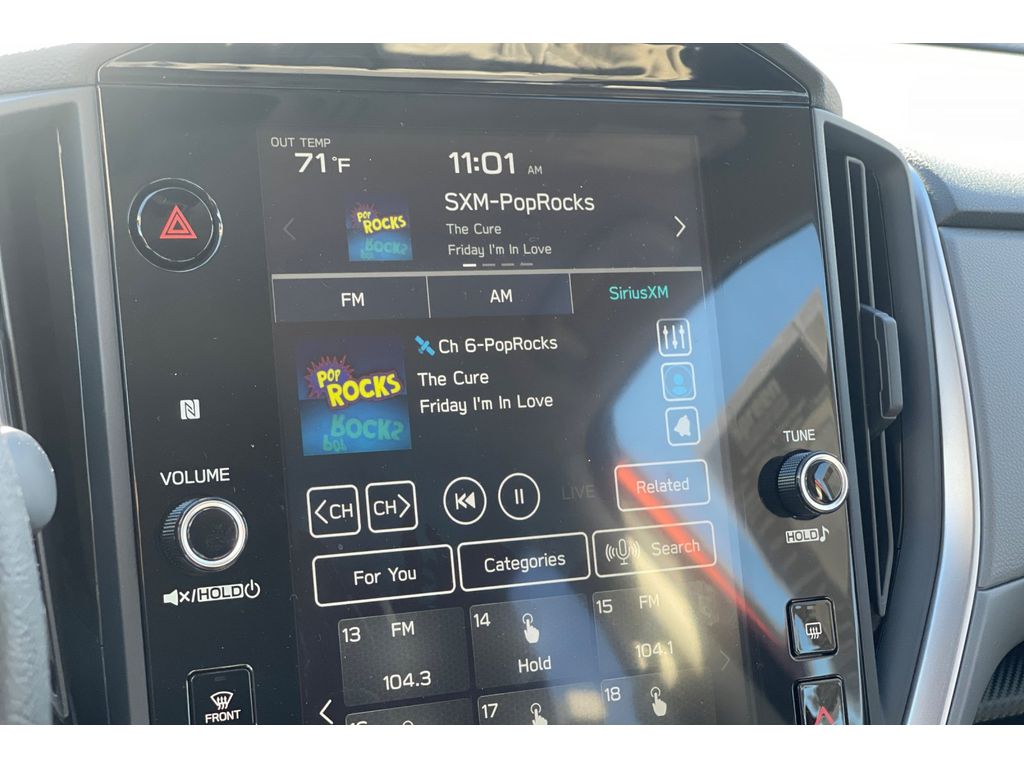 OUT TEMP
71°F
11:01 AM
SXM-PopRocks
The Cure
Friday I'm In Love
POP
ROCKS
FM
AM
SiriusXM
Ch 6-PopRocks
The Cure
Friday I'm In Love
POP
ROCKS
VOLUME
TUNE
<CH
CH>
LIVE
Related
HOLD
For You
Categories
Search
HOLD
13
FM
104.3
14
Hold
15
FM
104.1
17
18
FRONT